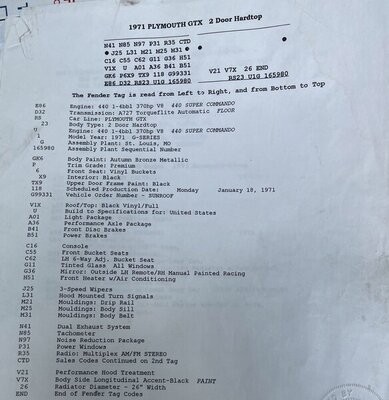 1971 PLYMOUTH GTX 2 Door Hardtop
N41 N85 N97 P31 R35 CTD
J25 L31 M21 M25 M31
C16 C55 C62 G11 G36 H51
V1X U A01 A36 B41 B51
GK6 P6X9 TX9 118 G99331
E86 D32 RS23 U1G 165980
V21 V7X 26 END
RS23 U1G 165980
The Fender Tag is read from Left to Right, and from Bottom to Top
E86 Engine: 440 1-4bbl 370hp V8 440 SUPER COMMANDO
D32 Transmission: A727 Torqueflite Automatic FLOOR
RS Car Line: PLYMOUTH GTX
23 Body Type: 2 Door Hardtop
U Engine: 440 1-4bbl 370hp V8 440 SUPER COMMANDO
1 Model Year: 1971 G-SERIES
G Assembly Plant: St. Louis, MO
165980 Assembly Plant Sequential Number
GK6 Body Paint: Autumn Bronze Metallic
P Trim Grade: Premium
6 Front Seat: Vinyl Buckets
X9 Interior: Black
TX9 Upper Door Frame Paint: Black
118 Scheduled Production Date: Monday January 18, 1971
G99331 Vehicle Order Number - SUNROOF
V1X Roof/Top: Black Vinyl/Full
U Build to Specifications for: United States
A01 Light Package
A36 Performance Axle Package
B41 Front Disc Brakes
B51 Power Brakes
C16 Console
C55 Front Bucket Seats
C62 LH 6-Way Adj. Bucket Seat
G11 Tinted Glass All Windows
G36 Mirror: Outside LH Remote/RH Manual Painted Racing
H51 Front Heater w/Air Conditioning
J25 3-Speed Wipers
L31 Hood Mounted Turn Signals
M21 Mouldings: Drip Rail
M25 Mouldings: Body Sill
M31 Mouldings: Body Belt
N41 Dual Exhaust System
N85 Tachometer
N97 Noise Reduction Package
P31 Power Windows
R35 Radio: Multiplex AM/FM STEREO
CTD Sales Codes Continued on 2nd Tag
V21 Performance Hood Treatment
V7X Body Side Longitudinal Accent-Black PAINT
26 Radiator Diameter - 26" Width
END End of Fender Tag Codes